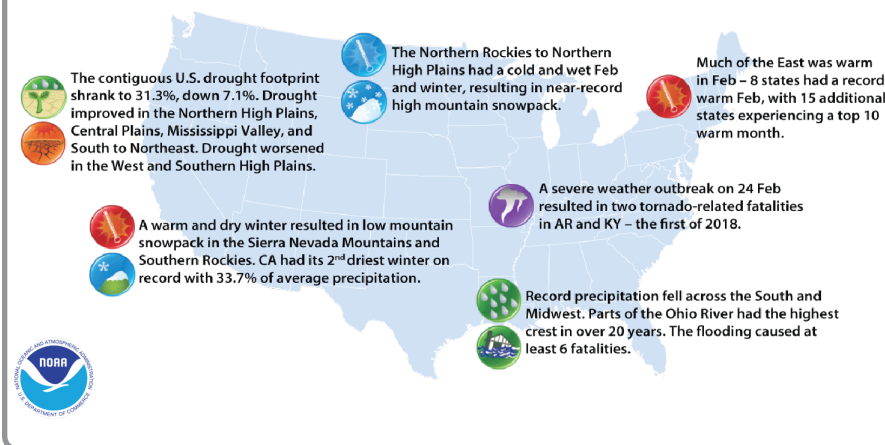 The Northern Rockies to Northern
High Plains had a cold and wet Feb
and winter, resulting in near-record
high mountain snowpack.
Much of the East was warm
in Feb – 8 states had a record
warm Feb, with 15 additional
states experiencing a top 10
warm month.
The contiguous U.S. drought footprint
shrank to 31.3%, down 7.1%. Drought
improved in the Northern High Plains,
Central Plains, Mississippi Valley, and
South to Northeast. Drought worsened
in the West and Southern High Plains.
A severe weather outbreak on 24 Feb
resulted in two tornado-related fatalities
in AR and KY – the first of 2018.
A warm and dry winter resulted in low mountain
snowpack in the Sierra Nevada Mountains and
Southern Rockies. CA had its 2nd driest winter on
record with 33.7% of average precipitation.
Record precipitation fell across the South and
Midwest. Parts of the Ohio River had the highest
crest in over 20 years. The flooding caused at
least 6 fatalities.
NATIONAL OCEANIC AND ATMOSPHERIC ADMINISTRATION
NOAA
U.S. DEPARTMENT OF COMMERCE